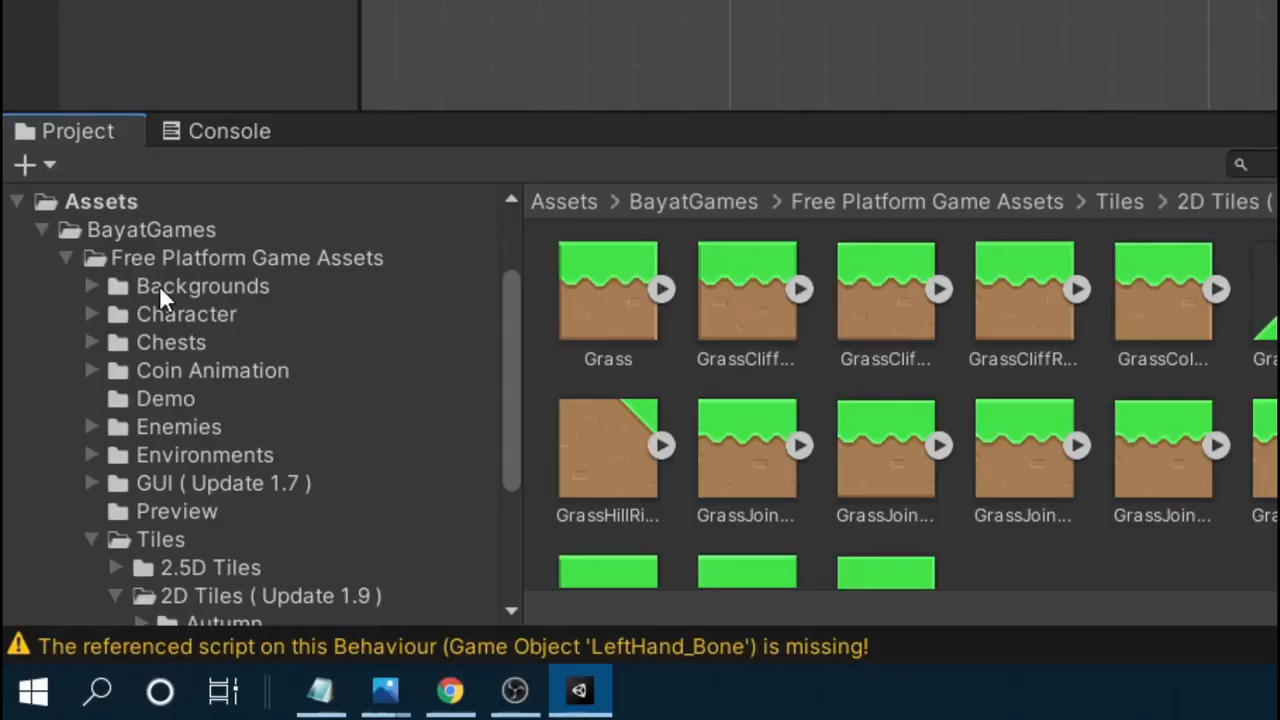 Project
Console
Assets
BayatGames
Free Platform Game Assets
Backgrounds
Character
Chests
Coin Animation
Demo
Enemies
Environments
GUI ( Update 1.7 )
Preview
Tiles
2.5D Tiles
2D Tiles ( Update 1.9 )
Autumn
Assets > BayatGames > Free Platform Game Assets > Tiles > 2D Tiles (
Grass
GrassCliff...
GrassClif...
GrassCliffR...
GrassCol...
GrassHillRi...
GrassJoin...
GrassJoin...
GrassJoin...
GrassJoin...
The referenced script on this Behaviour (Game Object 'LeftHand_Bone') is missing!